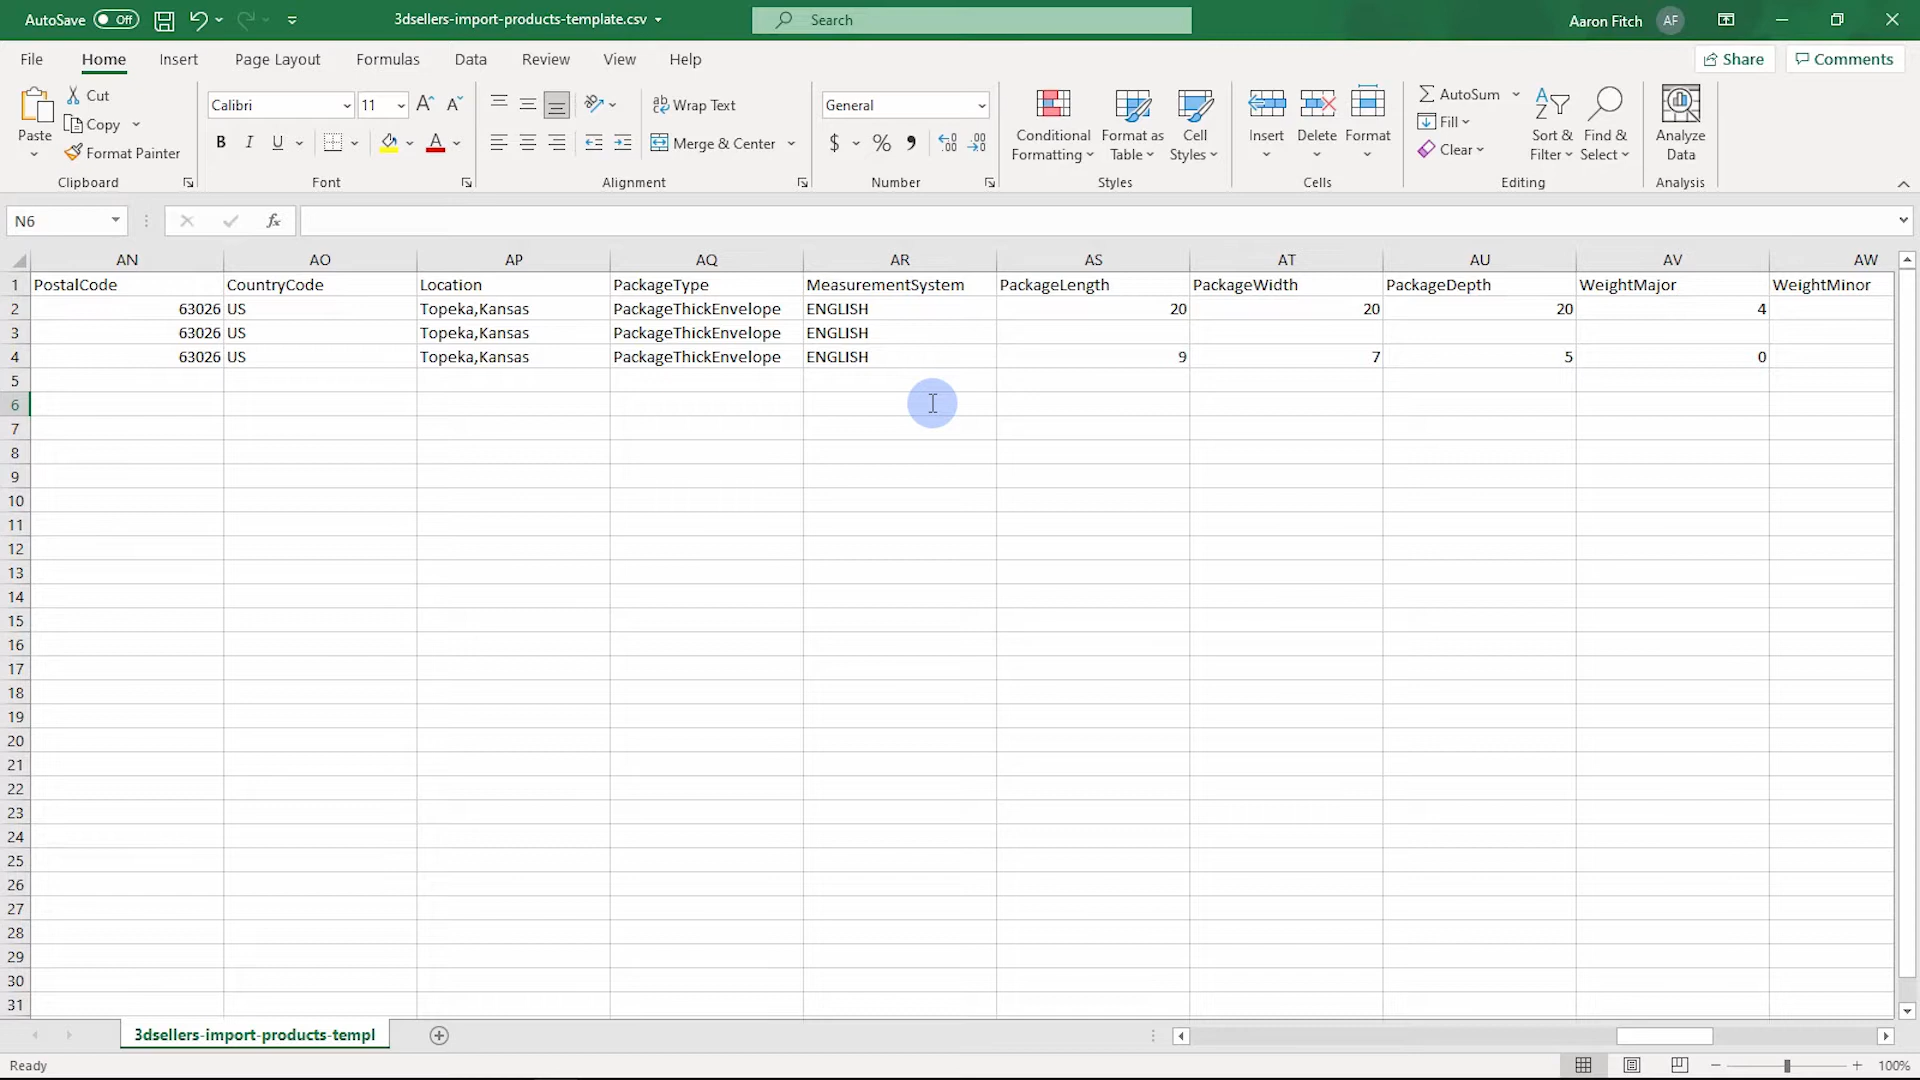 AutoSave Off 3dsellers-import-products-template.csv Search Aaron Fitch AF
File Home Insert Page Layout Formulas Data Review View Help Share Comments
Paste Cut Copy Format Painter Clipboard
Calibri 11 B I U Font
Wrap Text Merge & Center Alignment
General $ % Number
Conditional Formatting Format as Table Cell Styles Styles
Insert Delete Format Cells
AutoSum Fill Clear Sort & Filter Find & Select Editing
Analyze Data Analysis
N6 fx
AN AO AP AQ AR AS AT AU AV AW
1 PostalCode CountryCode Location PackageType MeasurementSystem PackageLength PackageWidth PackageDepth WeightMajor WeightMinor
2 63026 US Topeka,Kansas PackageThickEnvelope ENGLISH 20 20 20 4
3 63026 US Topeka,Kansas PackageThickEnvelope ENGLISH
4 63026 US Topeka,Kansas PackageThickEnvelope ENGLISH 9 7 5 0
5
6
7
8
9
10
11
12
13
14
15
16
17
18
19
20
21
22
23
24
25
26
27
28
29
30
31
3dsellers-import-products-templ
Ready 100%